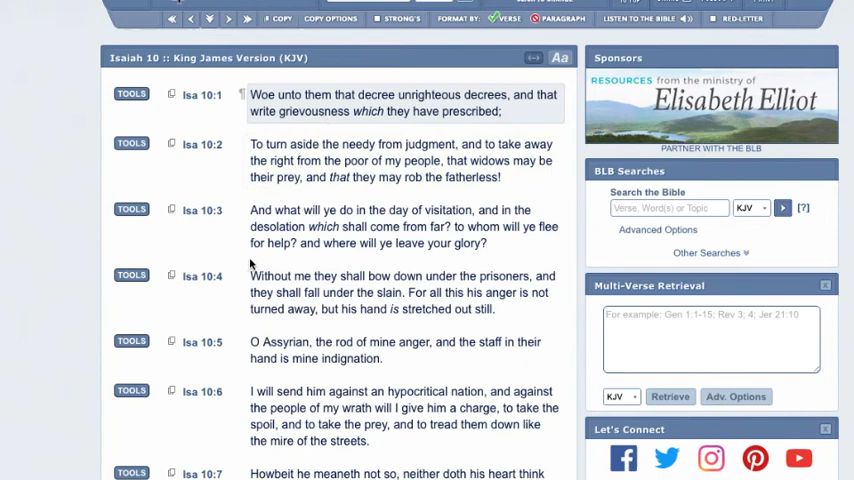 COPY COPY OPTIONS STRONG'S FORMAT BY: VERSE PARAGRAPH LISTEN TO THE BIBLE RED-LETTER
Isaiah 10 :: King James Version (KJV) Aa
TOOLS Isa 10:1 ¶ Woe unto them that decree unrighteous decrees, and that
write grievousness which they have prescribed;
TOOLS Isa 10:2 To turn aside the needy from judgment, and to take away
the right from the poor of my people, that widows may be
their prey, and that they may rob the fatherless!
TOOLS Isa 10:3 And what will ye do in the day of visitation, and in the
desolation which shall come from far? to whom will ye flee
for help? and where will ye leave your glory?
TOOLS Isa 10:4 Without me they shall bow down under the prisoners, and
they shall fall under the slain. For all this his anger is not
turned away, but his hand is stretched out still.
TOOLS Isa 10:5 O Assyrian, the rod of mine anger, and the staff in their
hand is mine indignation.
TOOLS Isa 10:6 I will send him against an hypocritical nation, and against
the people of my wrath will I give him a charge, to take the
spoil, and to take the prey, and to tread them down like
the mire of the streets.
TOOLS Isa 10:7 Howbeit he meaneth not so, neither doth his heart think
Sponsors
RESOURCES from the ministry of
Elisabeth Elliot
PARTNER WITH THE BLB
BLB Searches
Search the Bible
Verse, Word(s) or Topic KJV [?]
Advanced Options
Other Searches
Multi-Verse Retrieval x
For example: Gen 1:1-15; Rev 3; 4; Jer 21:10
KJV Retrieve Adv. Options
Let's Connect x